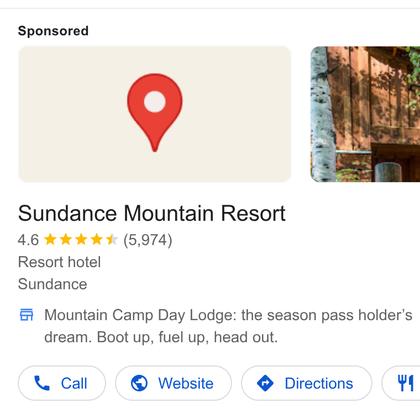 Sponsored
Sundance Mountain Resort
4.6 (5,974)
Resort hotel
Sundance
Mountain Camp Day Lodge: the season pass holder’s
dream. Boot up, fuel up, head out.
Call Website Directions